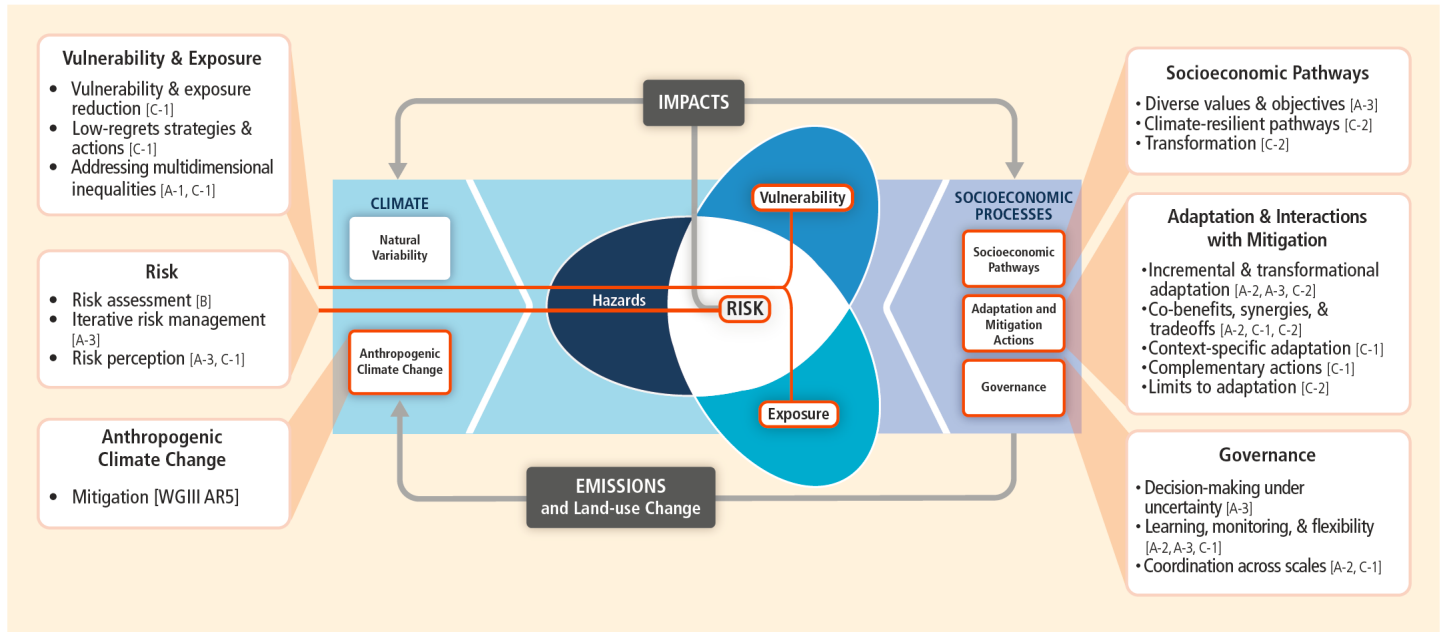 Vulnerability & Exposure
• Vulnerability & exposure
reduction [C-1]
• Low-regrets strategies &
actions [C-1]
• Addressing multidimensional
inequalities [A-1, C-1]
Risk
• Risk assessment [B]
• Iterative risk management
[A-3]
• Risk perception [A-3, C-1]
Anthropogenic
Climate Change
• Mitigation [WGIII AR5]
IMPACTS
CLIMATE
Natural
Variability
Anthropogenic
Climate Change
Vulnerability
Hazards
RISK
Exposure
EMISSIONS
and Land-use Change
SOCIOECONOMIC
PROCESSES
Socioeconomic
Pathways
Adaptation and
Mitigation
Actions
Governance
Socioeconomic Pathways
• Diverse values & objectives [A-3]
• Climate-resilient pathways [C-2]
• Transformation [C-2]
Adaptation & Interactions
with Mitigation
• Incremental & transformational
adaptation [A-2, A-3, C-2]
• Co-benefits, synergies, &
tradeoffs [A-2, C-1, C-2]
• Context-specific adaptation [C-1]
• Complementary actions [C-1]
• Limits to adaptation [C-2]
Governance
• Decision-making under
uncertainty [A-3]
• Learning, monitoring, & flexibility
[A-2, A-3, C-1]
• Coordination across scales [A-2, C-1]